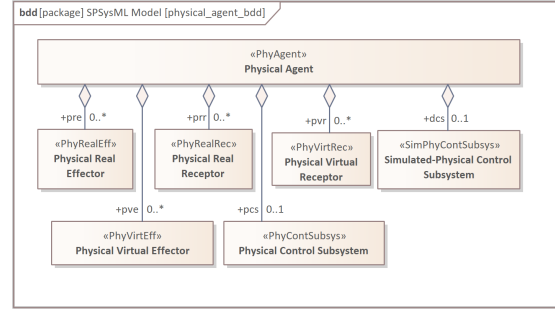 bdd [package] SPSysML Model [physical_agent_bdd]
«PhyAgent»
Physical Agent
+pre 0..*
+prr 0..*
+pvr 0..*
+dcs 0..1
«PhyRealEff»
Physical Real
Effector
«PhyRealRec»
Physical Real
Receptor
«PhyVirtRec»
Physical Virtual
Receptor
«SimPhyContSubsys»
Simulated-Physical Control
Subsystem
+pve 0..*
+pcs 0..1
«PhyVirtEff»
Physical Virtual Effector
«PhyContSubsys»
Physical Control Subsystem